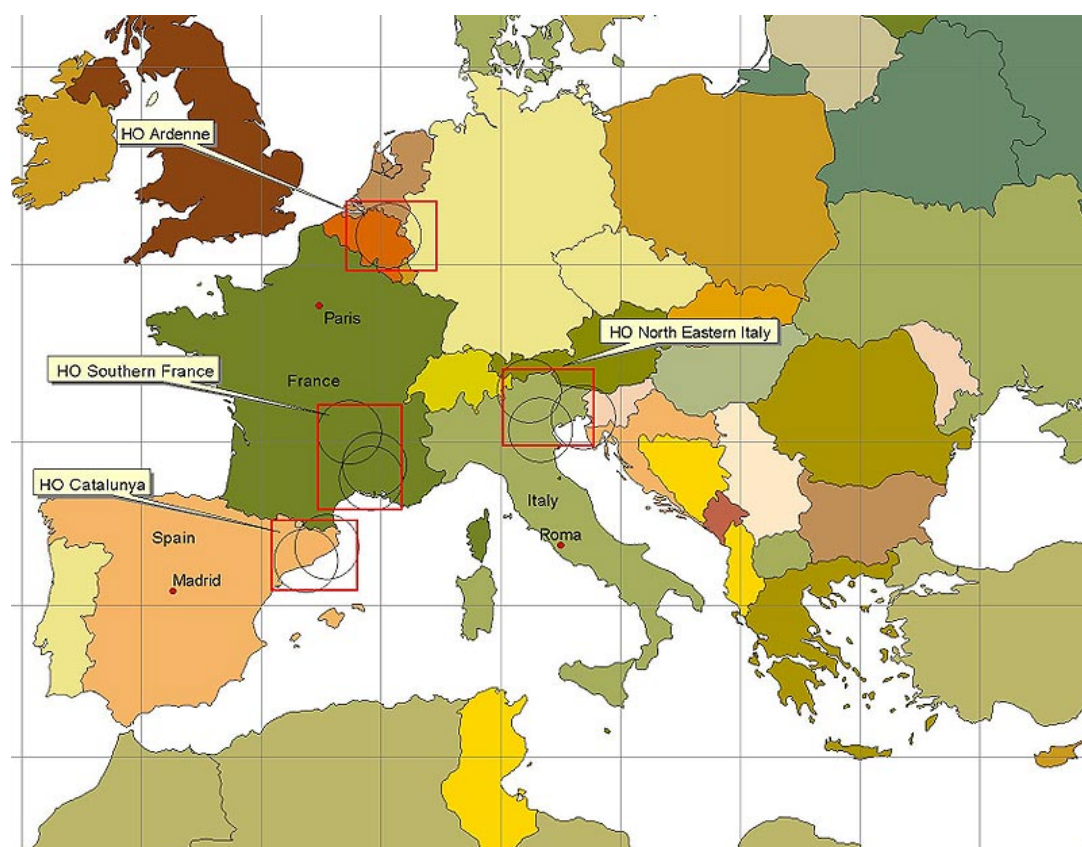 HO Ardenne
Paris
HO North Eastern Italy
HO Southern France
France
HO Catalunya
Italy
Spain
Roma
Madrid